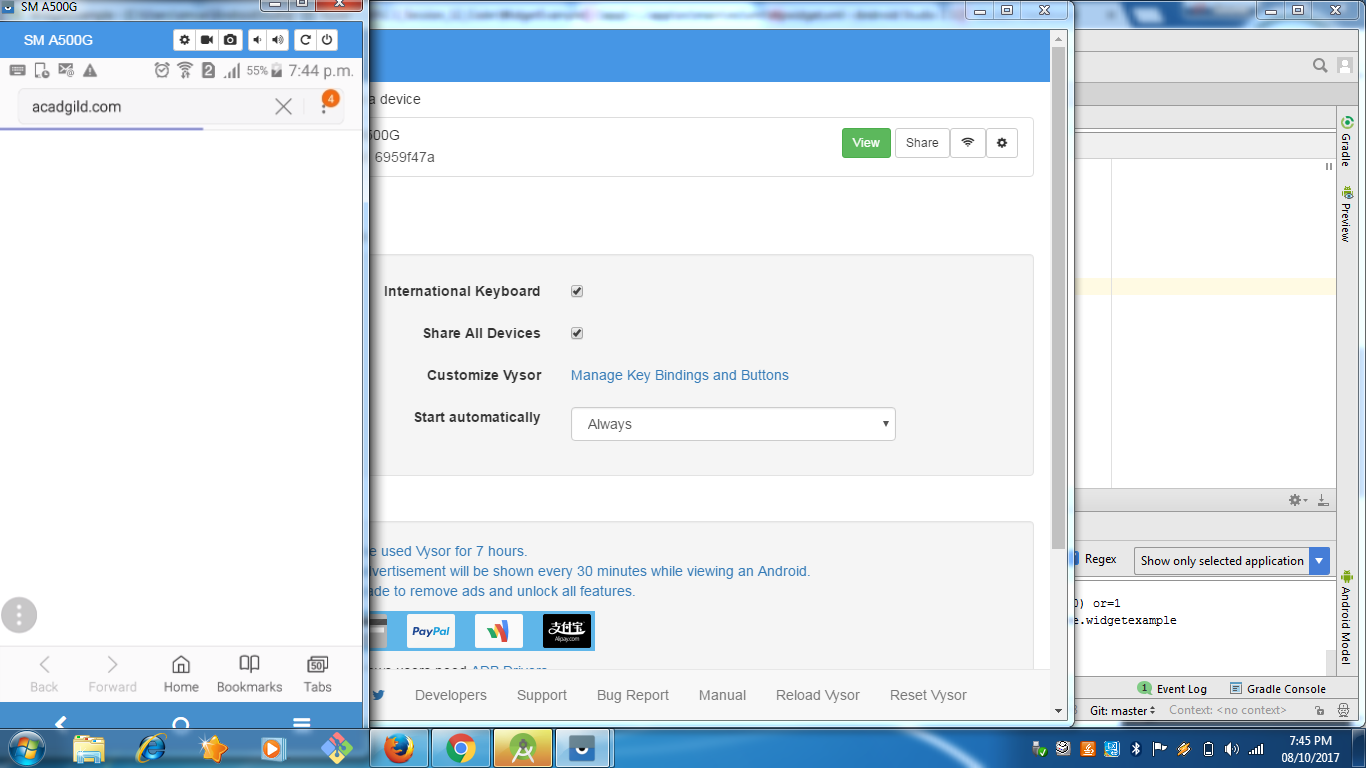 SM A500G
SM A500G
55% 7:44 p.m.
acadgild.com
4
Back
Forward
Home
Bookmarks
50
Tabs
a device
500G
6959f47a
View
Share
International Keyboard
Share All Devices
Customize Vysor
Manage Key Bindings and Buttons
Start automatically
Always
e used Vysor for 7 hours.
vertisement will be shown every 30 minutes while viewing an Android.
ade to remove ads and unlock all features.
PayPal
支付宝
Alipay.com
users need ADB Drivers
Developers
Support
Bug Report
Manual
Reload Vysor
Reset Vysor
Gradle
Preview
Regex
Show only selected application
0) or=1
e.widgetexample
Android Model
1 Event Log
Gradle Console
Git: master
Context: <no context>
7:45 PM
08/10/2017